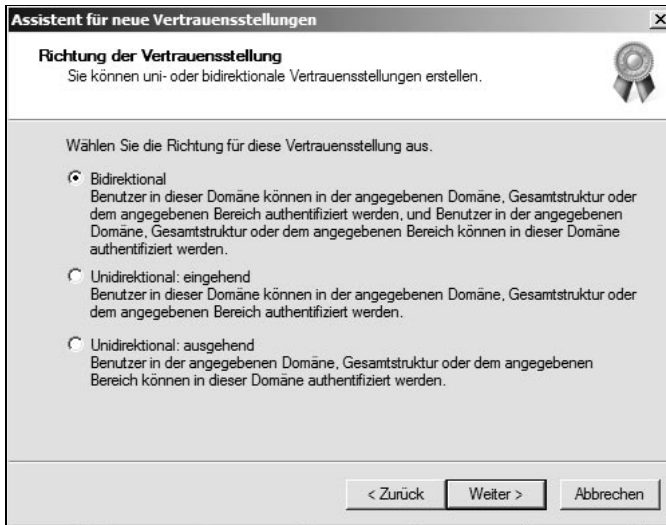 Assistent für neue Vertrauensstellungen
Richtung der Vertrauensstellung
Sie können uni- oder bidirektionale Vertrauensstellungen erstellen.
Wählen Sie die Richtung für diese Vertrauensstellung aus.
Bidirektional
Benutzer in dieser Domäne können in der angegebenen Domäne, Gesamtstruktur oder
dem angegebenen Bereich authentifiziert werden, und Benutzer in der angegebenen
Domäne, Gesamtstruktur oder dem angegebenen Bereich können in dieser Domäne
authentifiziert werden.
Unidirektional: eingehend
Benutzer in dieser Domäne können in der angegebenen Domäne, Gesamtstruktur oder
dem angegebenen Bereich authentifiziert werden.
Unidirektional: ausgehend
Benutzer in der angegebenen Domäne, Gesamtstruktur oder dem angegebenen
Bereich können in dieser Domäne authentifiziert werden.
< Zurück Weiter > Abbrechen